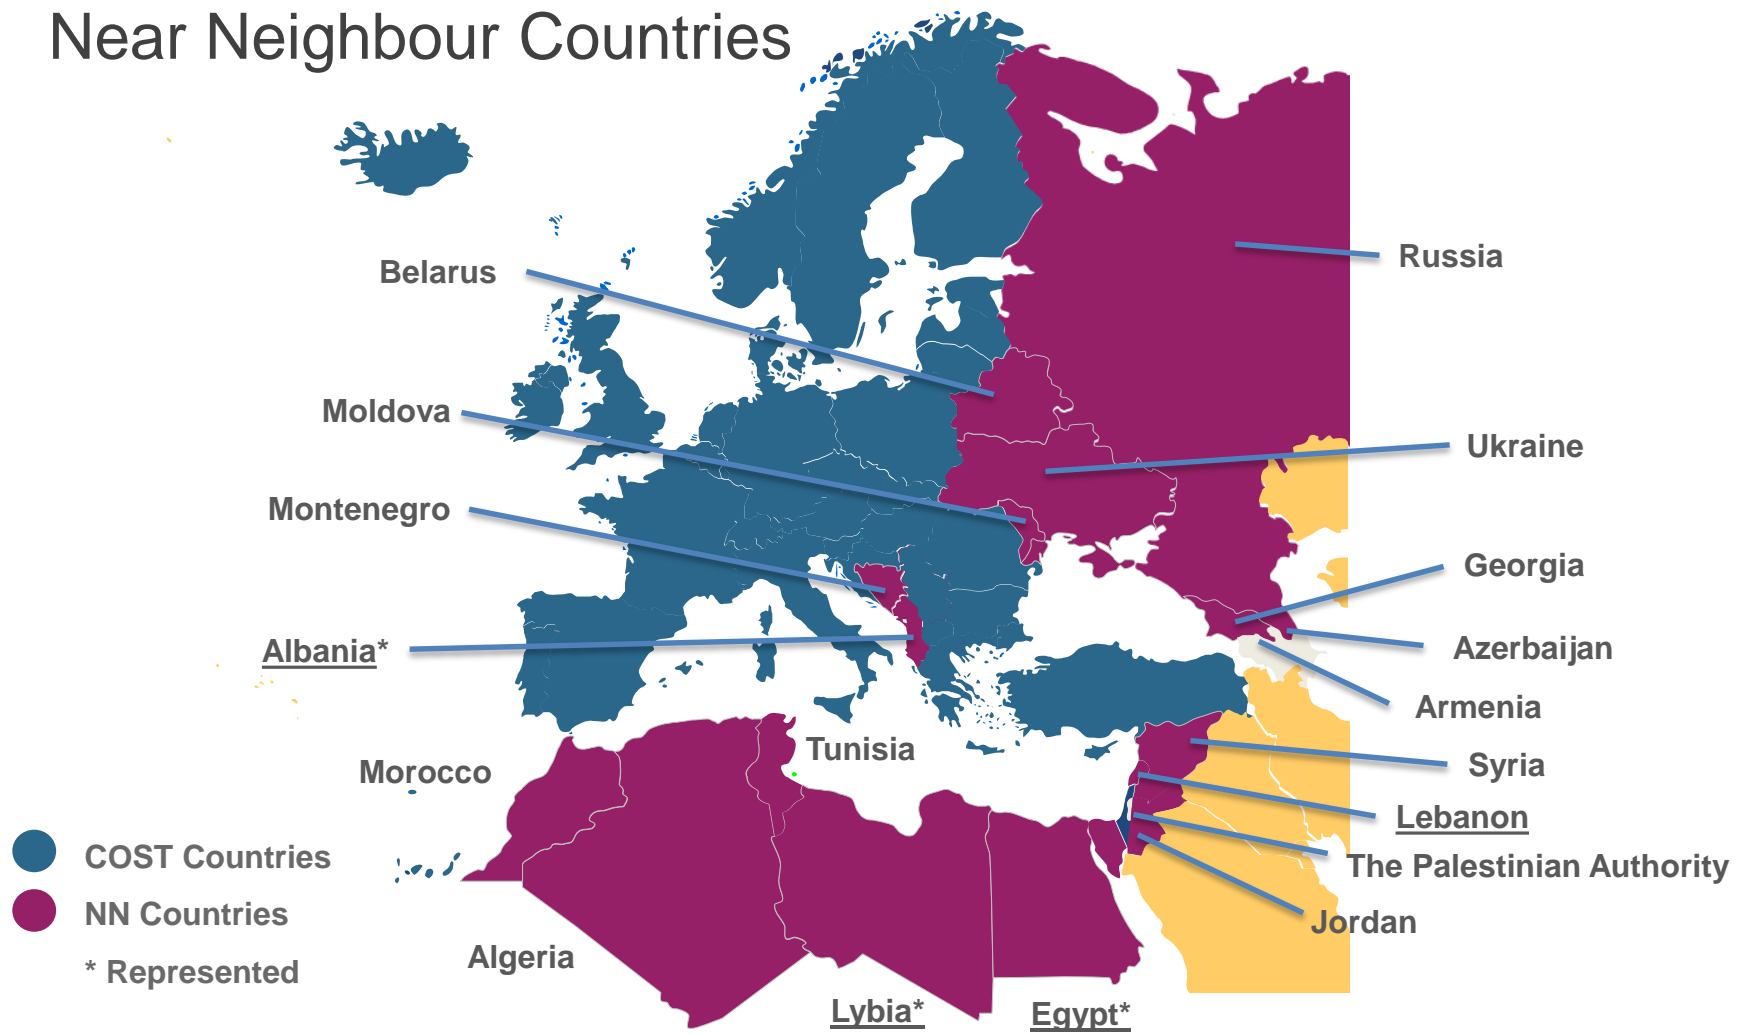 Near Neighbour Countries
Belarus
Russia
Moldova
Ukraine
Montenegro
Georgia
Albania*
Azerbaijan
Armenia
Tunisia
Morocco
Syria
Lebanon
COST Countries
The Palestinian Authority
NN Countries
Jordan
Algeria
* Represented
Lybia*
Egypt*